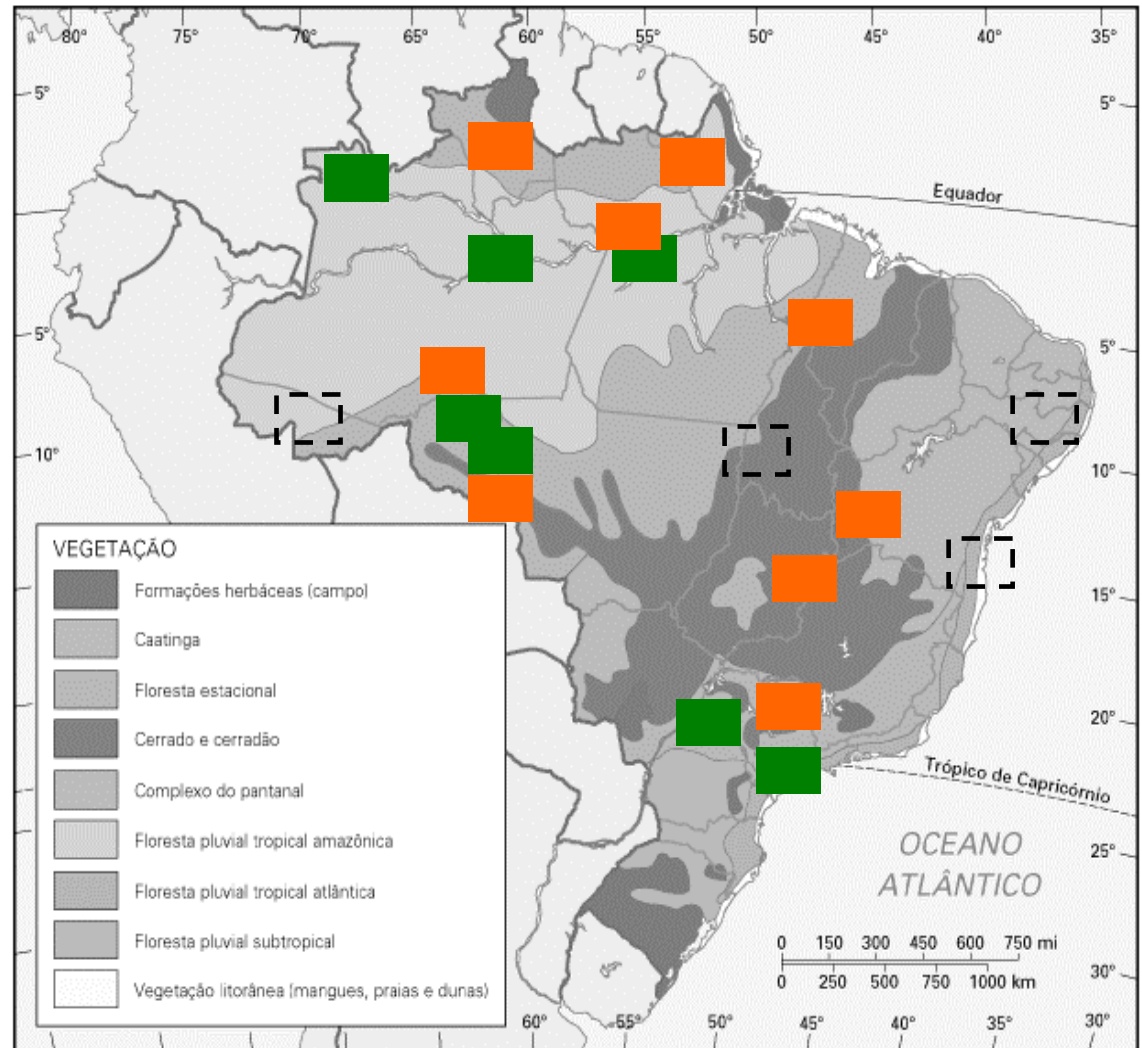 80° 75° 70° 65° 60° 55° 50° 45° 40° 35°
5° 5°
Equador
5° 5°
10° 10°
VEGETAÇÃO
Formações herbáceas (campo)
Caatinga
Floresta estacional
Cerrado e cerradão
Complexo do pantanal
Floresta pluvial tropical amazônica
Floresta pluvial tropical atlântica
Floresta pluvial subtropical
Vegetação litorânea (mangues, praias e dunas)
15°
20°
Trópico de Capricórnio
25°
OCEANO
ATLÂNTICO
0 150 300 450 600 750 mi
0 250 500 750 1000 km
30°
60° 55° 50° 45° 40° 35° 30°